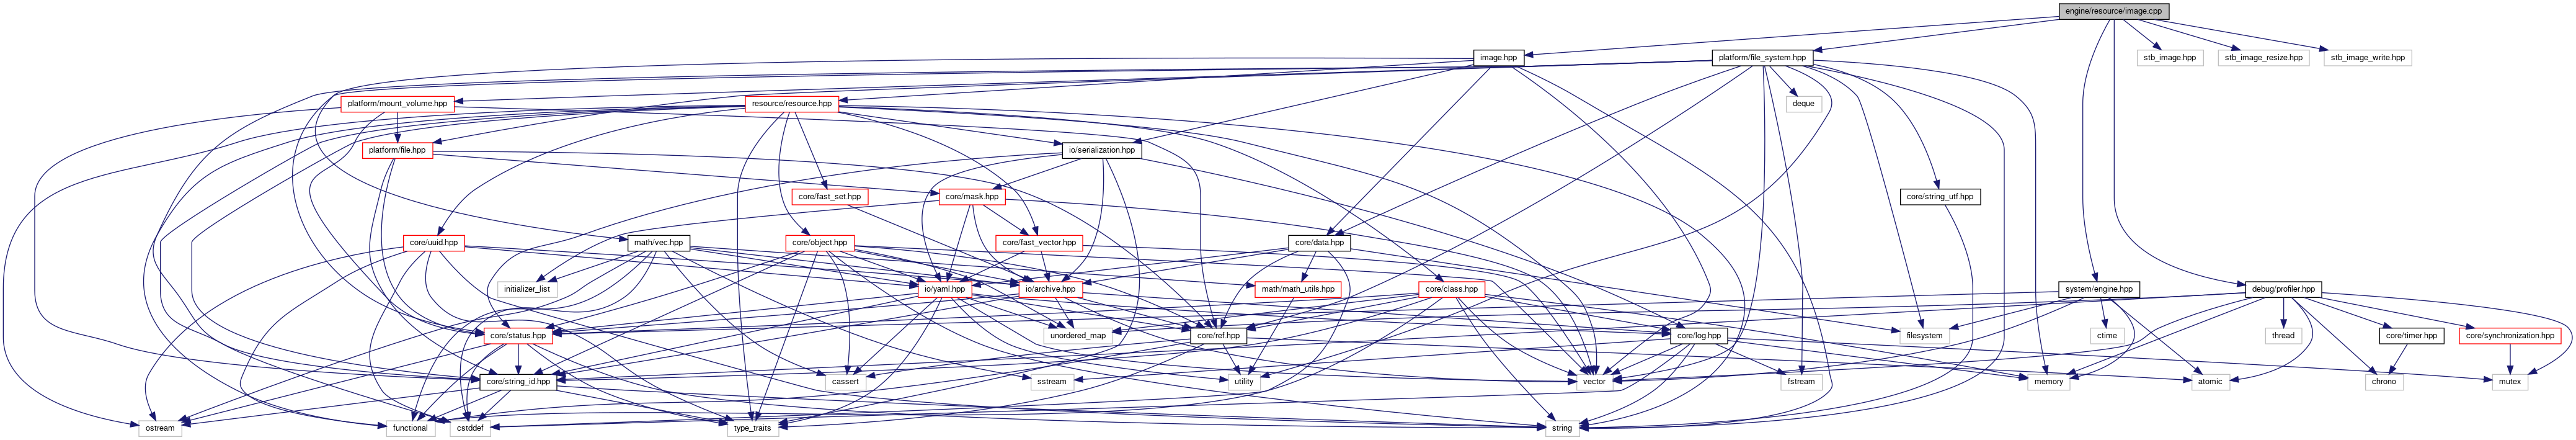 engine/resource/image.cpp
image.hpp
platform/file_system.hpp
stb_image.hpp
stb_image_resize.hpp
stb_image_write.hpp
platform/mount_volume.hpp
resource/resource.hpp
deque
platform/file.hpp
io/serialization.hpp
core/fast_set.hpp
core/mask.hpp
core/string_utf.hpp
core/uuid.hpp
math/vec.hpp
core/object.hpp
core/fast_vector.hpp
core/data.hpp
initializer_list
io/yaml.hpp
io/archive.hpp
math/math_utils.hpp
core/class.hpp
system/engine.hpp
debug/profiler.hpp
core/status.hpp
unordered_map
core/ref.hpp
core/log.hpp
filesystem
ctime
thread
core/timer.hpp
core/synchronization.hpp
core/string_id.hpp
cassert
sstream
utility
vector
fstream
memory
atomic
chrono
mutex
ostream
functional
cstddef
type_traits
string